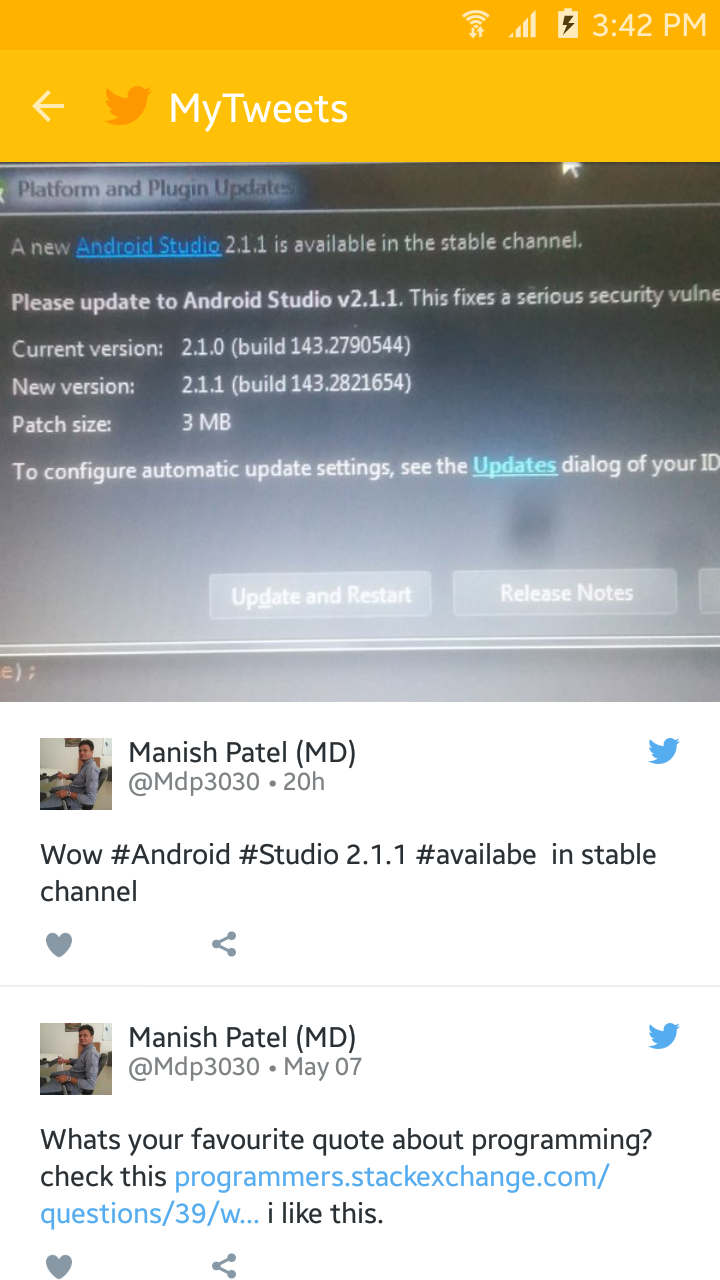 3:42 PM
MyTweets
Platform and Plugin Updates
A new Android Studio 2.1.1 is available in the stable channel.
Please update to Android Studio v2.1.1. This fixes a serious security vulne
Current version: 2.1.0 (build 143.2790544)
New version: 2.1.1 (build 143.2821654)
Patch size: 3 MB
To configure automatic update settings, see the Updates dialog of your ID
Update and Restart Release Notes
e);
Manish Patel (MD)
@Mdp3030 • 20h
Wow #Android #Studio 2.1.1 #availabe  in stable
channel
Manish Patel (MD)
@Mdp3030 • May 07
Whats your favourite quote about programming?
check this programmers.stackexchange.com/
questions/39/w... i like this.